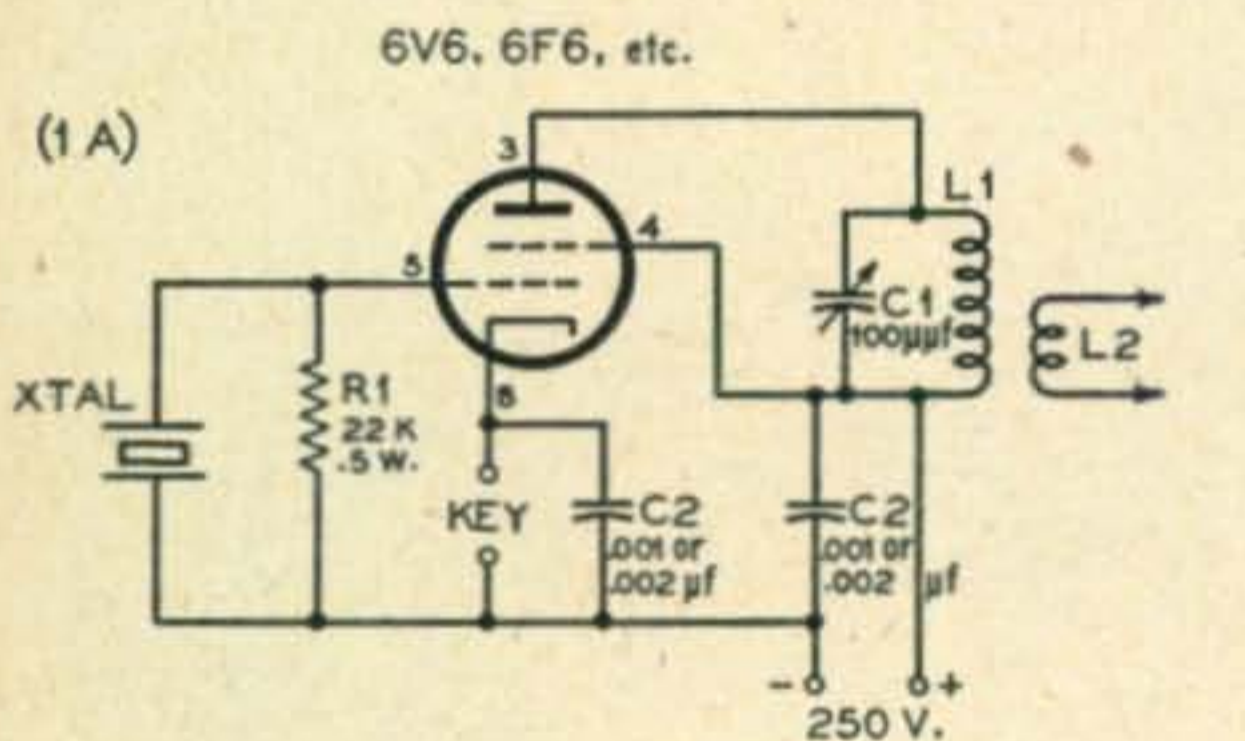 6V6, 6F6, etc.
(1 A)
3
L1
4
5
C1
100µµf
L2
XTAL
R1
22 K
.5 W.
8
KEY
C2
.001 or
.002 µf
C2
.001 or
.002 µf
- +
250 V.